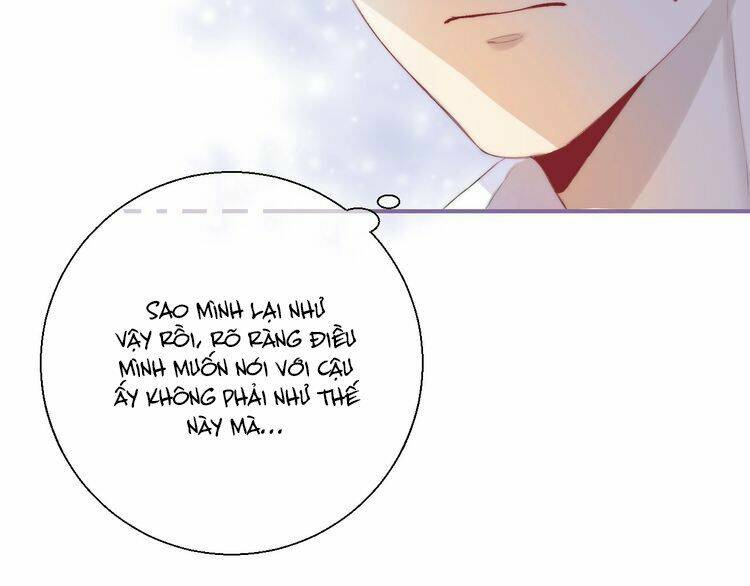 SAO MÌNH LẠI NHƯ
VẬY RỒI, RÕ RÀNG ĐIỀU
MÌNH MUỐN NÓI VỚI CẬU
ẤY KHÔNG PHẢI NHƯ THẾ
NÀY MÀ...